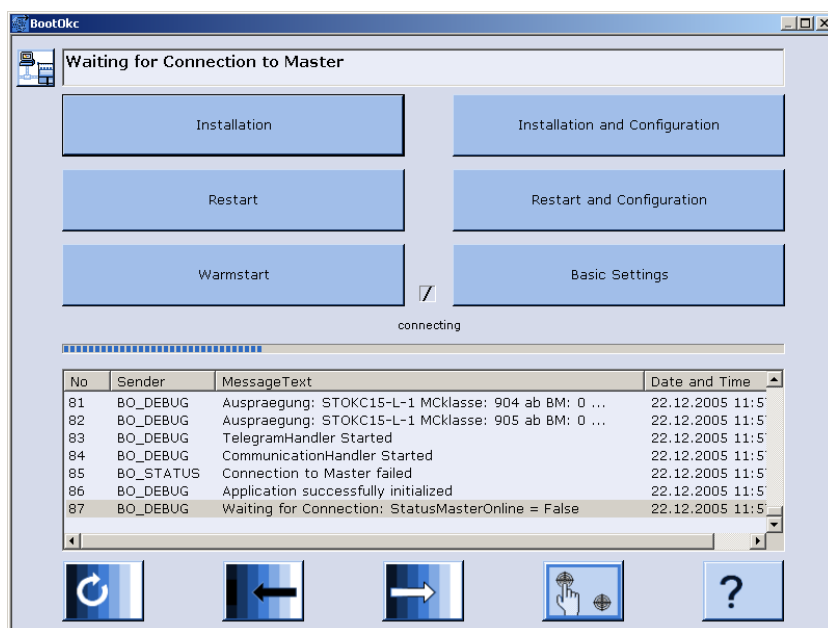 BootOkc
Waiting for Connection to Master
Installation
Installation and Configuration
Restart
Restart and Configuration
Warmstart
Basic Settings
connecting
No Sender MessageText Date and Time
81 BO_DEBUG Auspraegung: STOKC15-L-1 MCklasse: 904 ab BM: 0 ... 22.12.2005 11:5
82 BO_DEBUG Auspraegung: STOKC15-L-1 MCklasse: 905 ab BM: 0 ... 22.12.2005 11:5
83 BO_DEBUG TelegramHandler Started 22.12.2005 11:5
84 BO_DEBUG CommunicationHandler Started 22.12.2005 11:5
85 BO_STATUS Connection to Master failed 22.12.2005 11:5
86 BO_DEBUG Application successfully initialized 22.12.2005 11:5
87 BO_DEBUG Waiting for Connection: StatusMasterOnline = False 22.12.2005 11:5
?